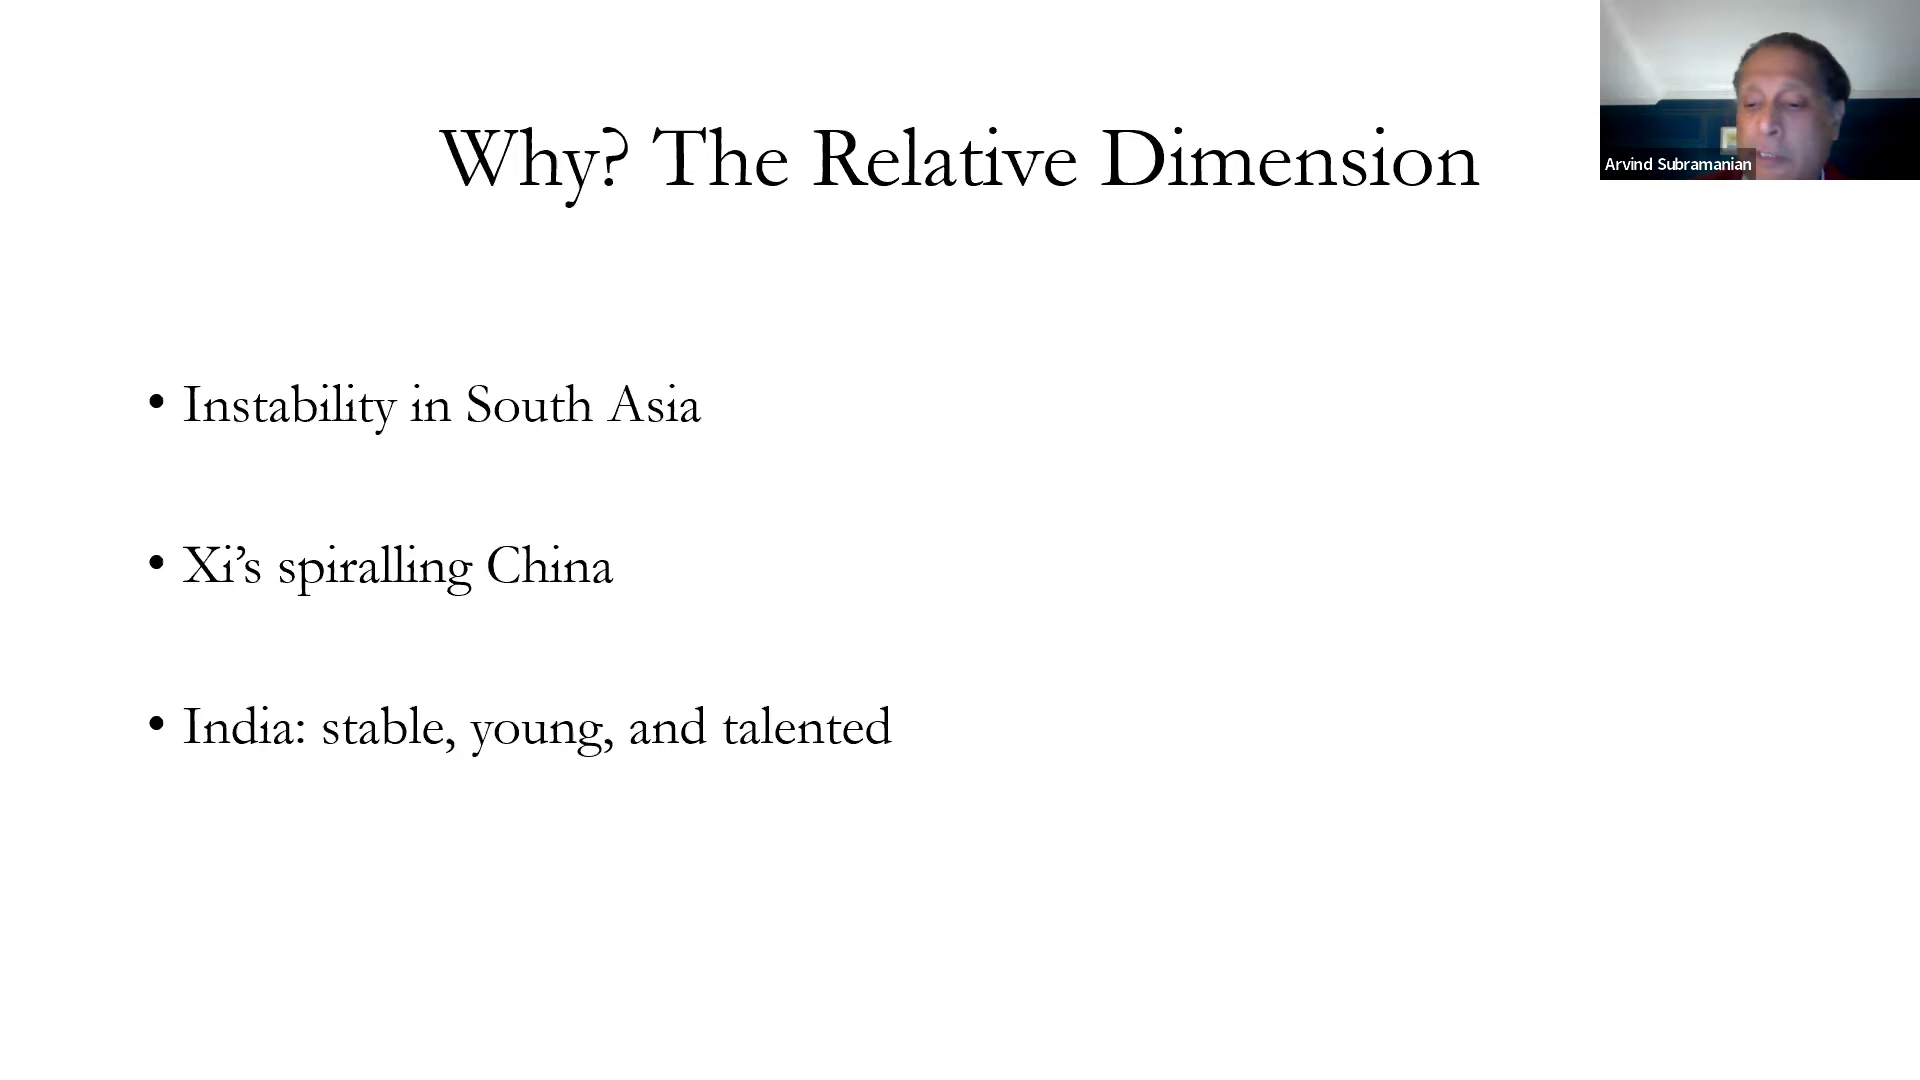 Why? The Relative Dimension
Arvind Subramanian
• Instability in South Asia
• Xi’s spiralling China
• India: stable, young, and talented